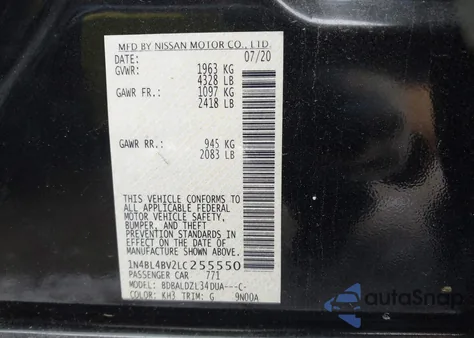 MFD BY NISSAN MOTOR CO., LTD.
DATE: 07/20
GVWR: 1963 KG
4328 LB
GAWR FR.: 1097 KG
2418 LB
GAWR RR.: 945 KG
2083 LB
THIS VEHICLE CONFORMS TO
ALL APPLICABLE FEDERAL
MOTOR VEHICLE SAFETY,
BUMPER, AND THEFT
PREVENTION STANDARDS
IN EFFECT ON THE DATE OF
MANUFACTURE SHOWN ABOVE.
1N4BL4BV2LC255550
PASSENGER CAR 771
MODEL: BDBALDZL34DUA---C-
COLOR: KH3 TRIM: G 9N00A
autoSnap